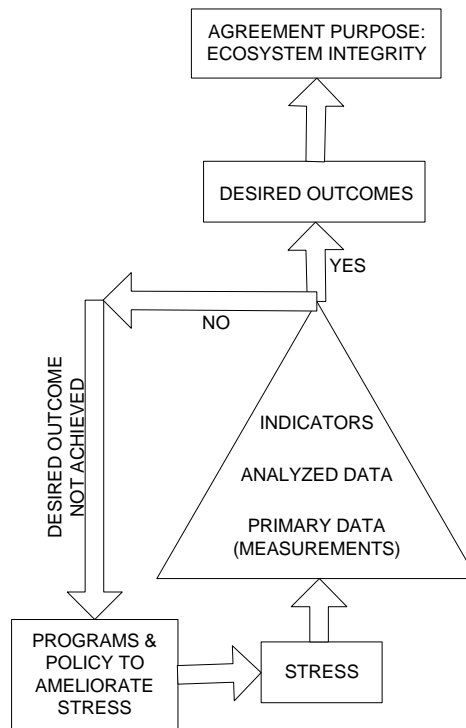 AGREEMENT PURPOSE:
ECOSYSTEM INTEGRITY
DESIRED OUTCOMES
YES
NO
DESIRED OUTCOME
NOT ACHIEVED
INDICATORS
ANALYZED DATA
PRIMARY DATA
(MEASUREMENTS)
PROGRAMS &
POLICY TO
AMELIORATE
STRESS
STRESS